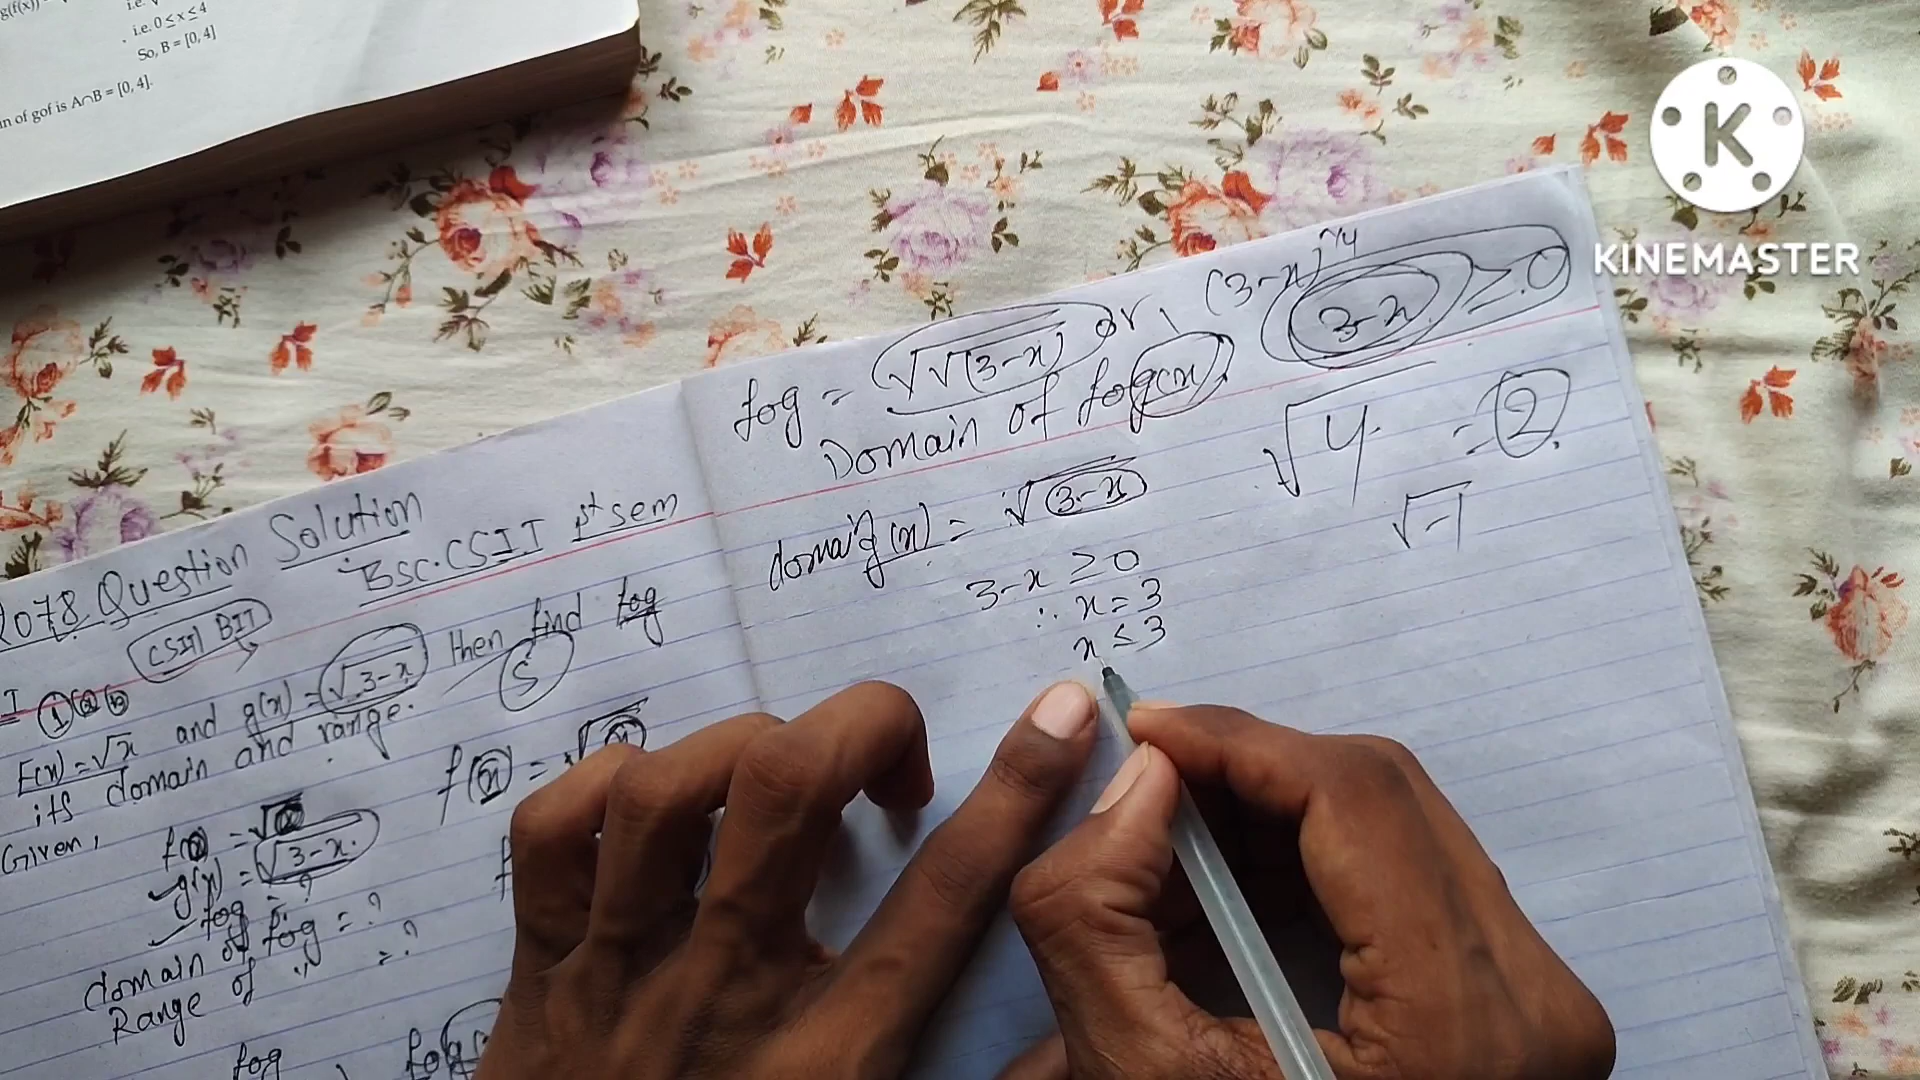 g(f(x))
i.e.
i.e. 0 ≤ x ≤ 4
So, B = [0, 4]
in of gof is A∩B = [0, 4].
KINEMASTER
2078 Question Solution
Bsc.CSIT 1st sem
CSIT BIT
I ① ⓐ ⓑ
F(x) = √x and g(x) = √3-x then find fog
its domain and range.
5
Given,
f(x) = √x
g(x) = √3-x.
fog = ?
domain of fog = ?
Range of " = ?
f(x) = √x
fog
fog = √√(3-x) or, (3-x)^1/4
3-x ≥ 0
Domain of fog(x).
√4 = 2.
√-1
domain g(x) = √(3-x)
3-x ≥ 0
∴ x = 3
x ≤ 3